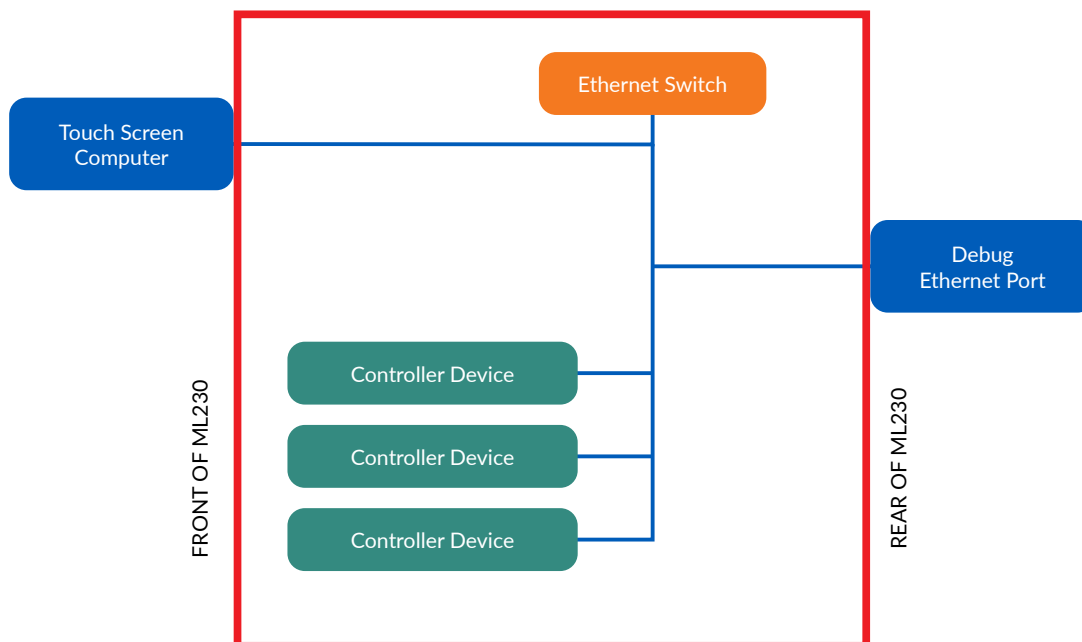 Ethernet Switch
Touch Screen
Computer
Debug
Ethernet Port
Controller Device
FRONT OF ML230
REAR OF ML230
Controller Device
Controller Device